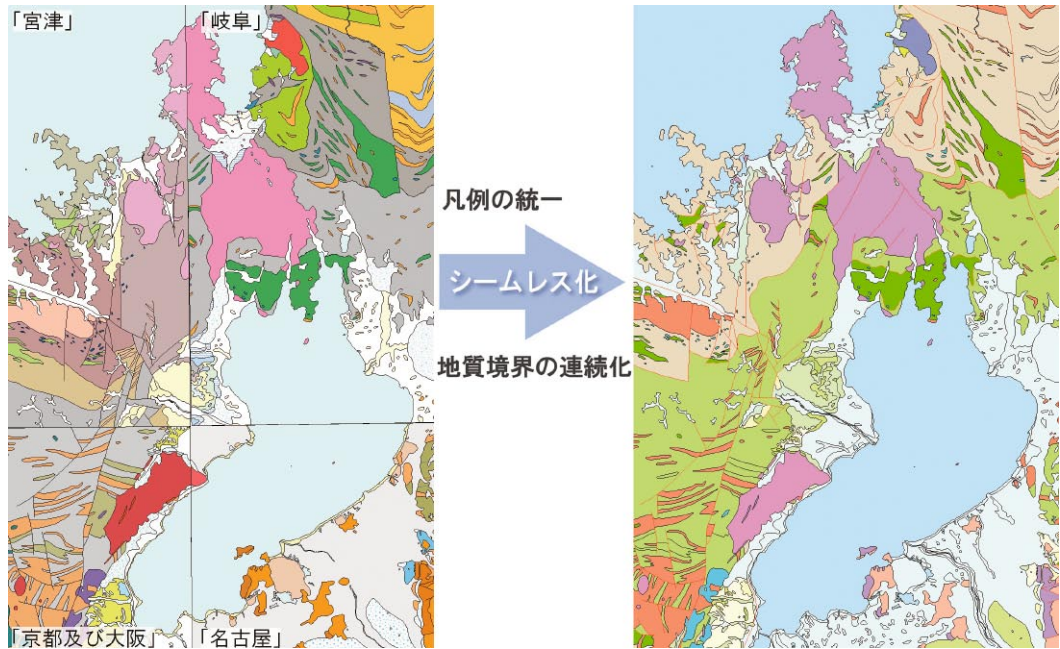 「宮津」
「岐阜」
凡例の統一
シームレス化
地質境界の連続化
「京都及び大阪」
「名古屋」